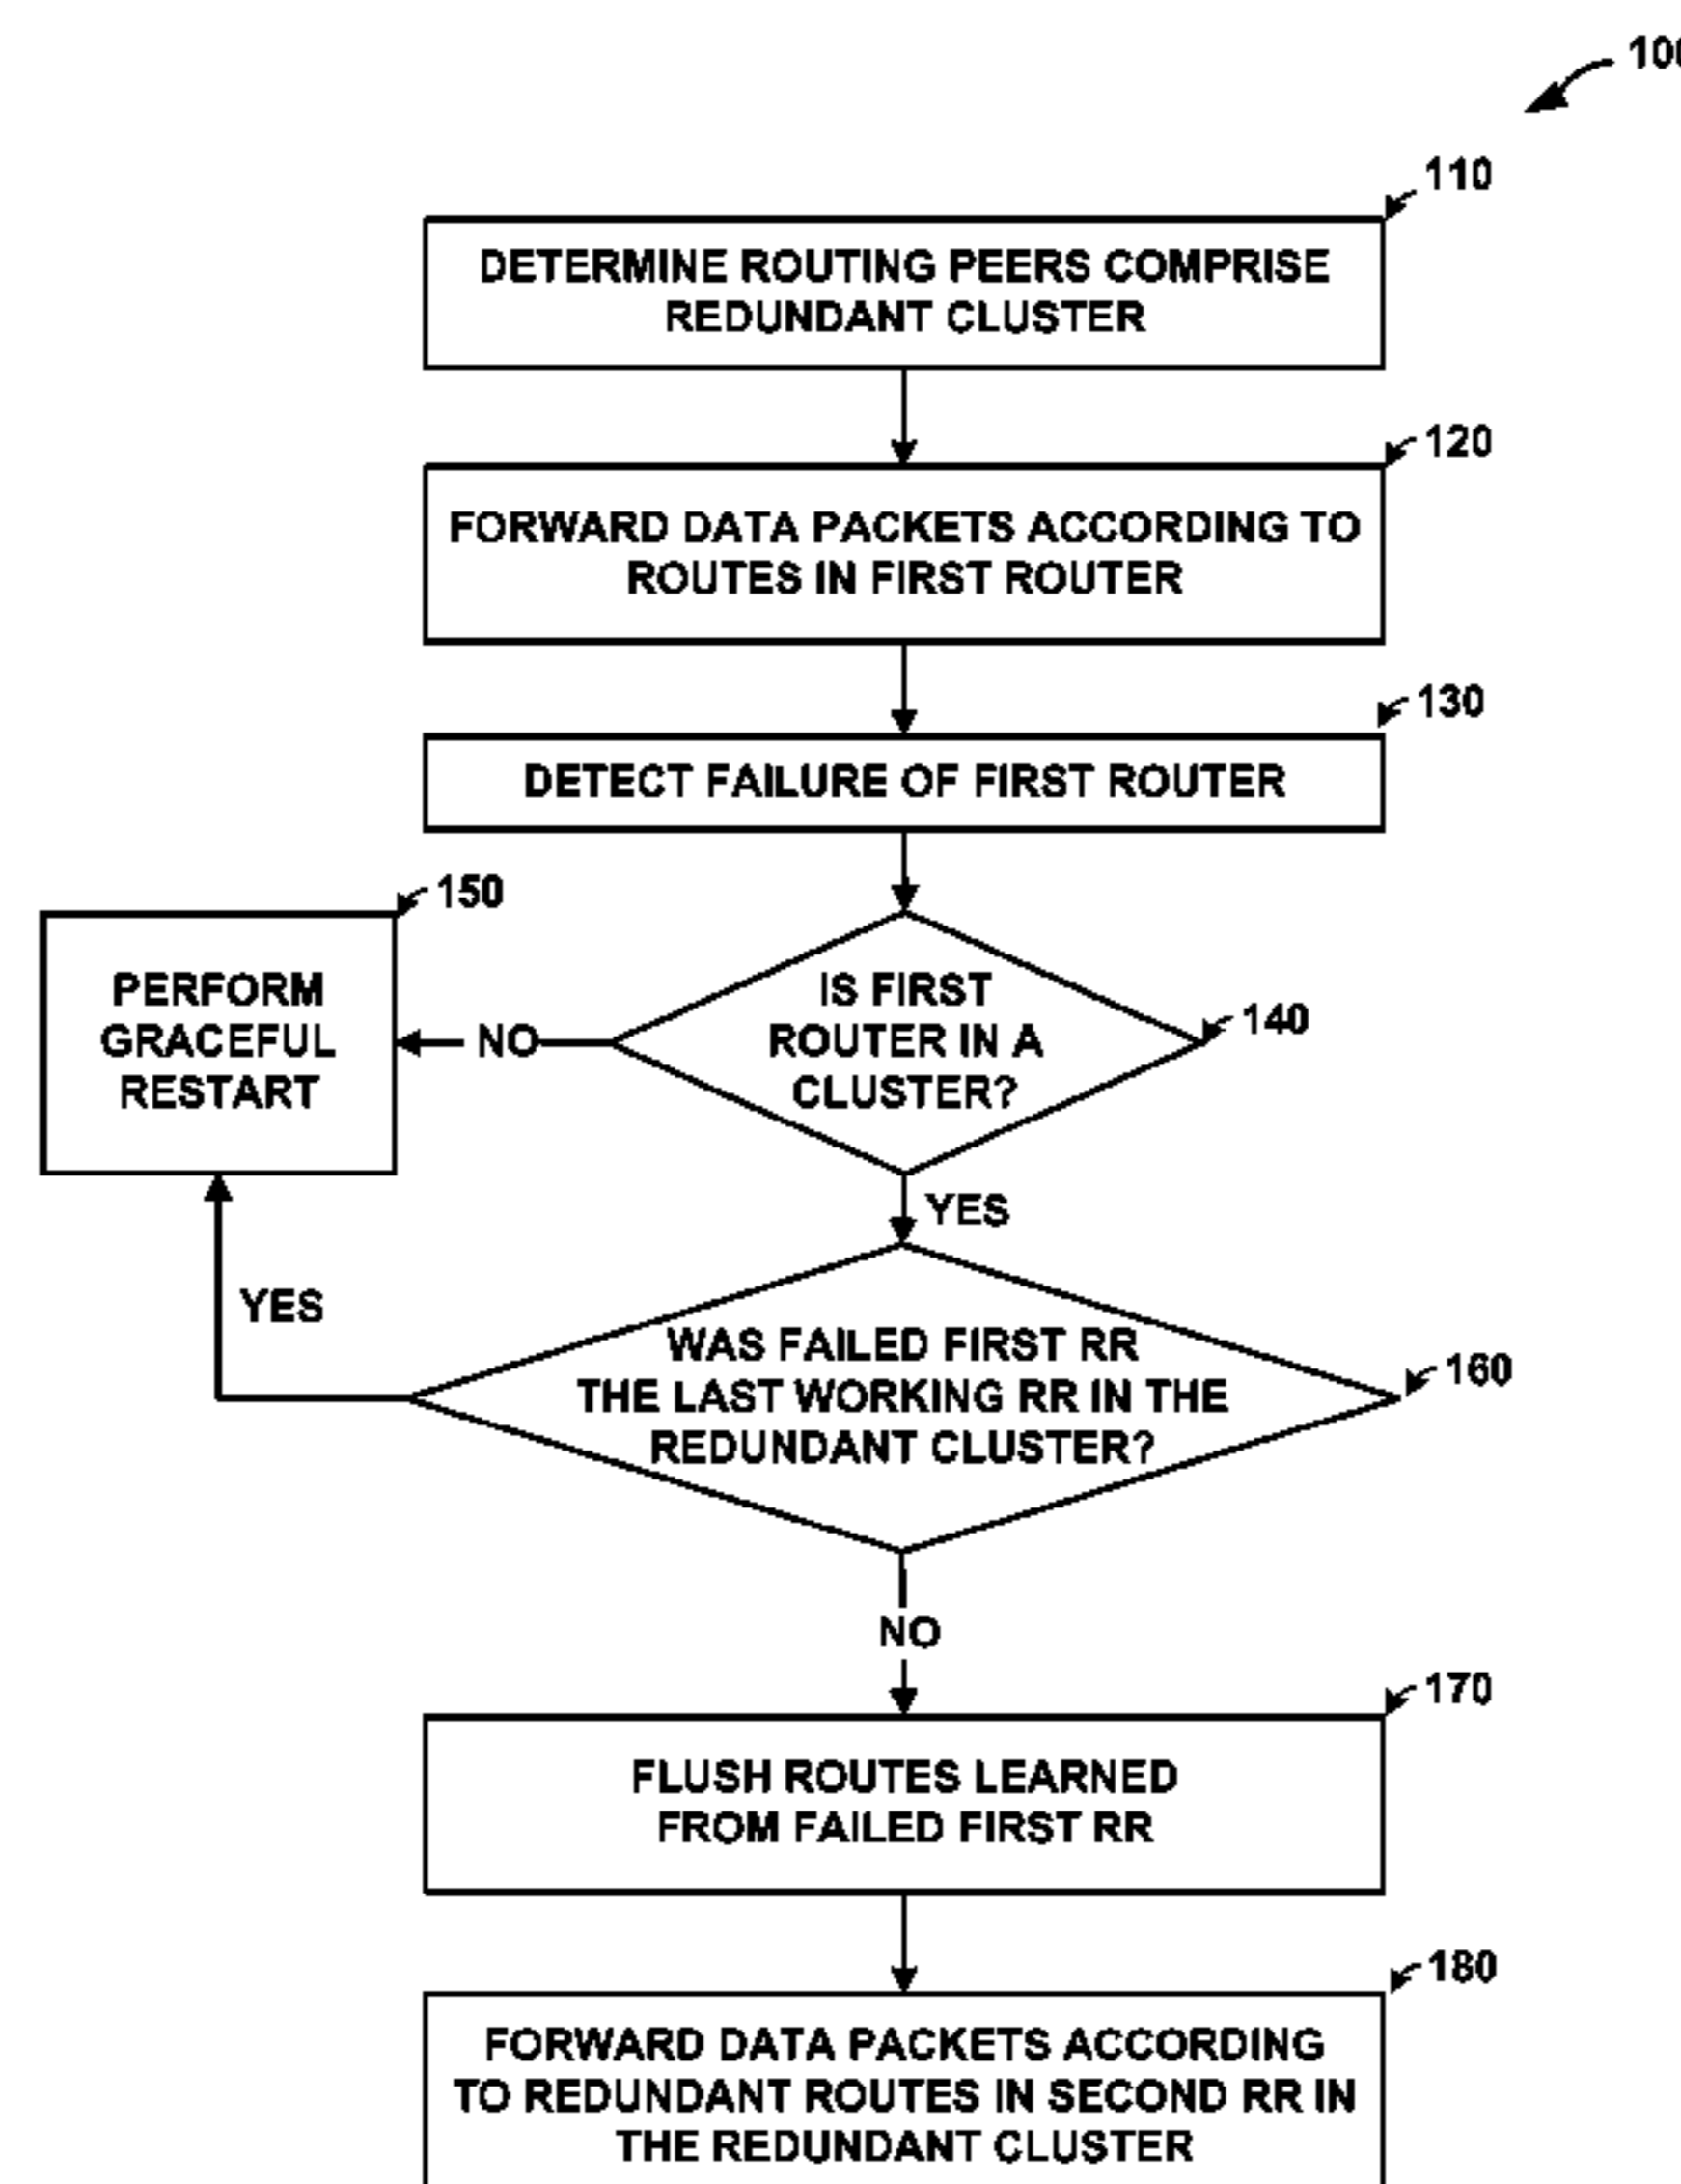 100
110
DETERMINE ROUTING PEERS COMPRISE
REDUNDANT CLUSTER
120
FORWARD DATA PACKETS ACCORDING TO
ROUTES IN FIRST ROUTER
130
DETECT FAILURE OF FIRST ROUTER
150
PERFORM
GRACEFUL
RESTART
NO
IS FIRST
ROUTER IN A
CLUSTER?
140
YES
YES
WAS FAILED FIRST RR
THE LAST WORKING RR IN THE
REDUNDANT CLUSTER?
160
NO
170
FLUSH ROUTES LEARNED
FROM FAILED FIRST RR
180
FORWARD DATA PACKETS ACCORDING
TO REDUNDANT ROUTES IN SECOND RR IN
THE REDUNDANT CLUSTER